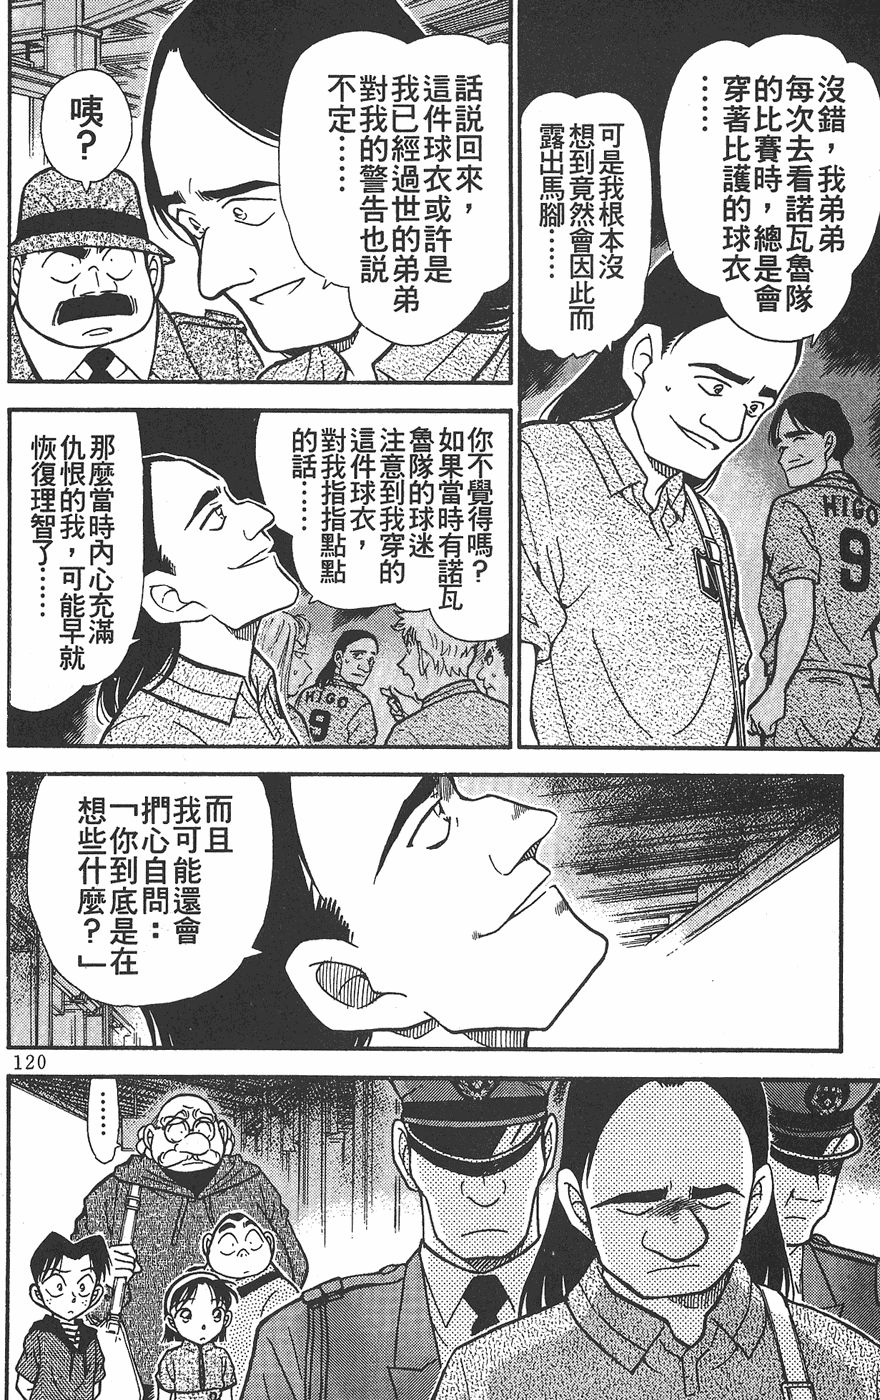 沒錯，我弟弟
每次去看諾瓦魯隊
的比賽時，總是會
穿著比護的球衣
……
可是我根本沒
想到竟然會因此而
露出馬腳……
HIGO
9
話說回來，
這件球衣或許是
我已經過世的弟弟
對我的警告也說
不定……
咦？
你不覺得嗎？
如果當時有諾瓦
魯隊的球迷
注意到我穿的
這件球衣，
對我指指點點
的話……
HIGO
9
那麼當時內心充滿
仇恨的我，可能早就
恢復理智了……
而且
我可能還會
捫心自問：
「你到底是在
想些什麼？」
120
……